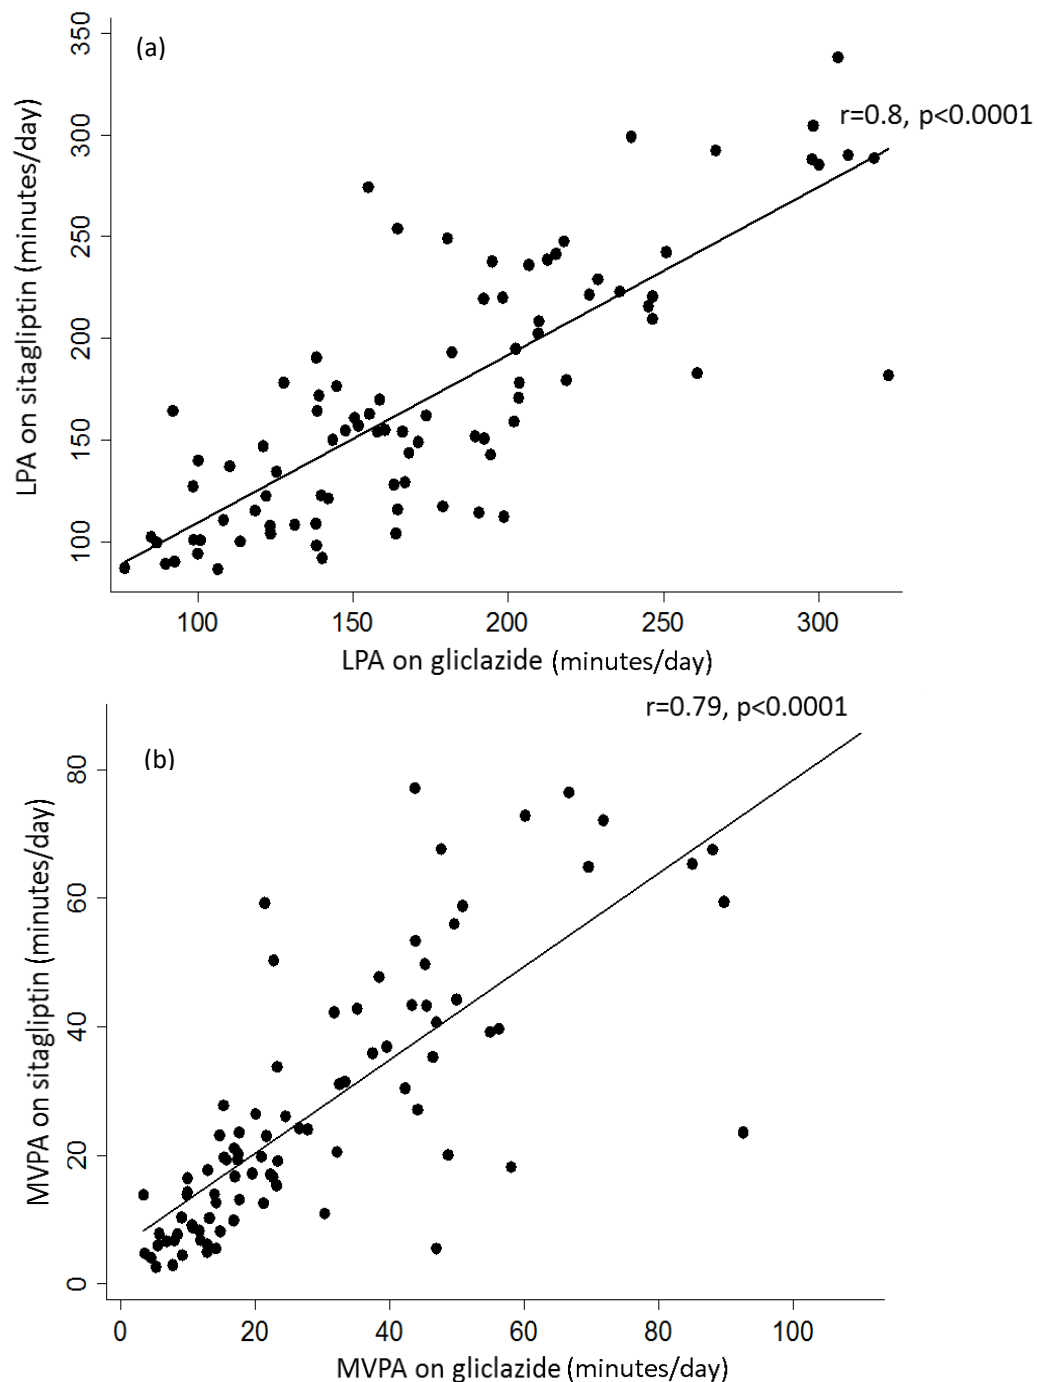 (a)
r=0.8, p<0.0001
350
300
250
200
150
100
LPA on sitagliptin (minutes/day)
100 150 200 250 300
LPA on gliclazide (minutes/day)
r=0.79, p<0.0001
(b)
80
60
40
20
0
MVPA on sitagliptin (minutes/day)
0 20 40 60 80 100
MVPA on gliclazide (minutes/day)